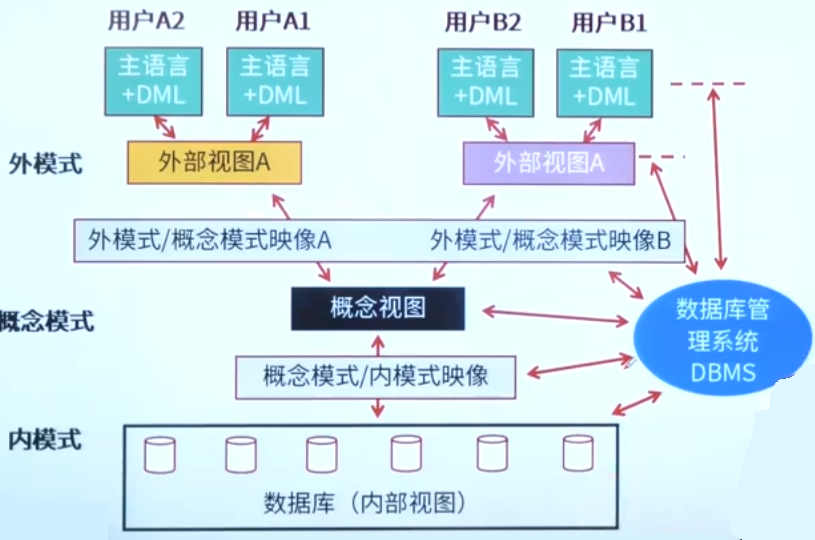 用户A2
用户A1
用户B2
用户B1
主语言
+DML
主语言
+DML
主语言
+DML
主语言
+DML
外模式
外部视图A
外部视图A
外模式/概念模式映像A
外模式/概念模式映像B
概念模式
概念视图
数据库管
理系统
DBMS
概念模式/内模式映像
内模式
数据库（内部视图）